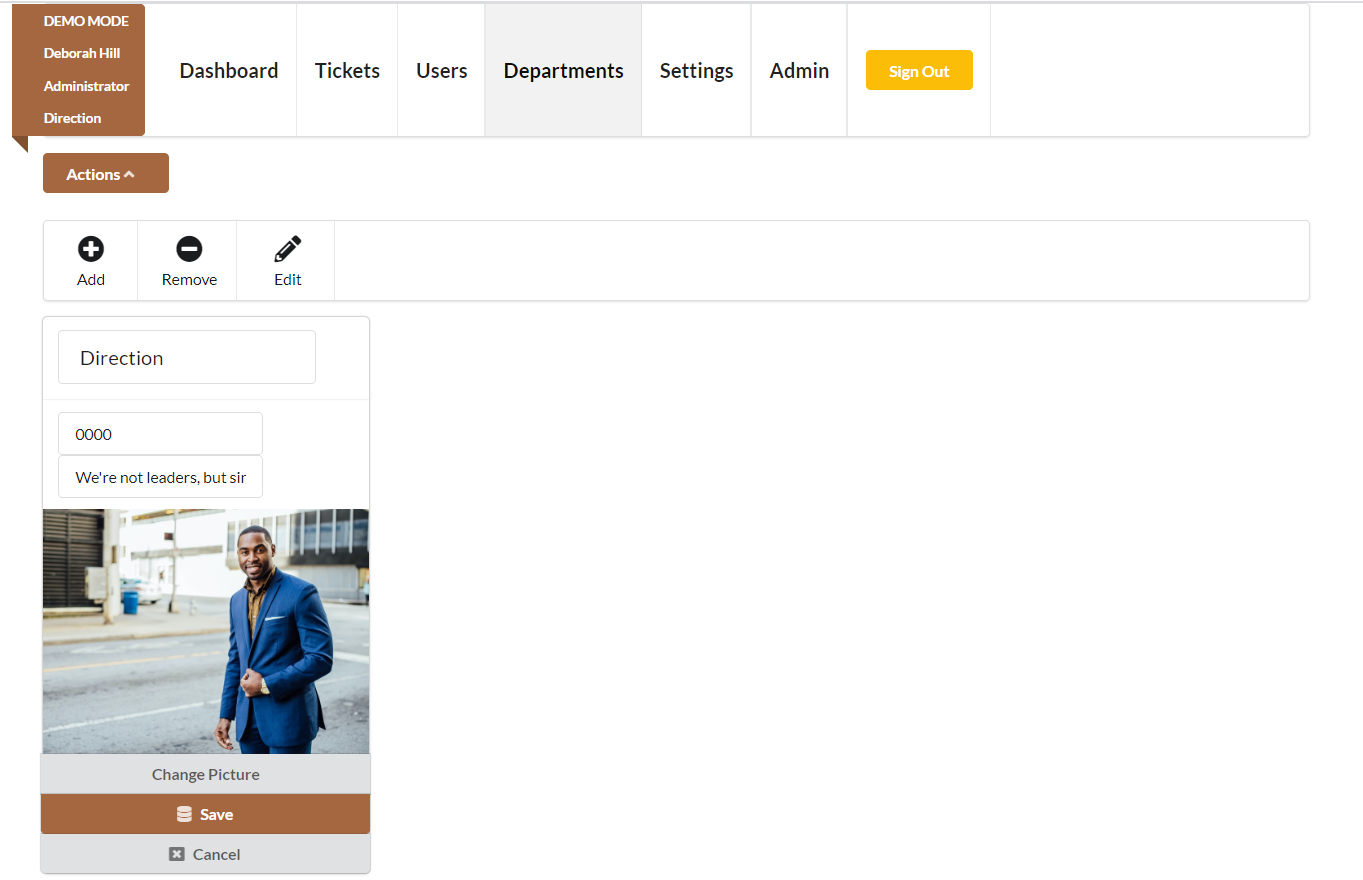 DEMO MODE
Deborah Hill
Administrator
Direction
Dashboard
Tickets
Users
Departments
Settings
Admin
Sign Out
Actions
Add
Remove
Edit
Direction
0000
We're not leaders, but sir
Change Picture
Save
Cancel